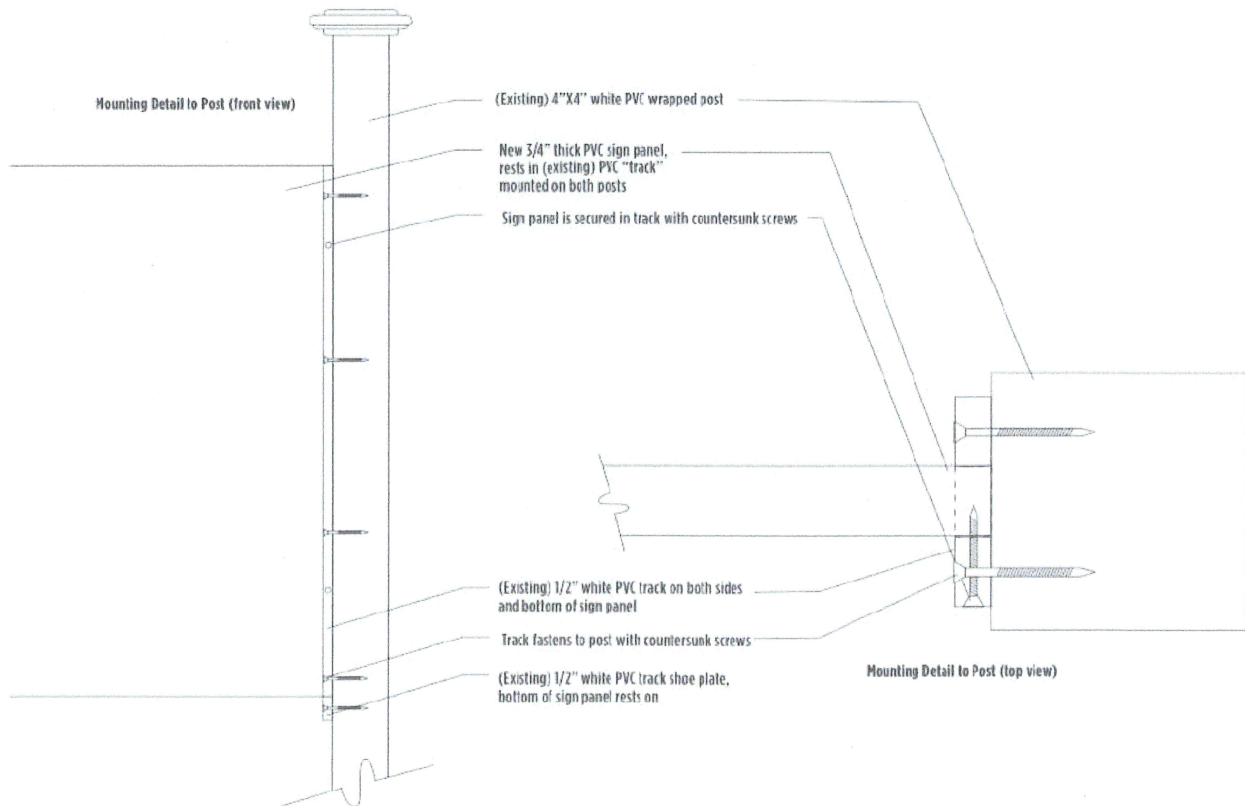 Mounting Detail to Post (front view)
(Existing) 4"X4" white PVC wrapped post
New 3/4" thick PVC sign panel,
rests in (existing) PVC "track"
mounted on both posts
Sign panel is secured in track with countersunk screws
(Existing) 1/2" white PVC track on both sides
and bottom of sign panel
Track fastens to post with countersunk screws
(Existing) 1/2" white PVC track shoe plate,
bottom of sign panel rests on
Mounting Detail to Post (top view)